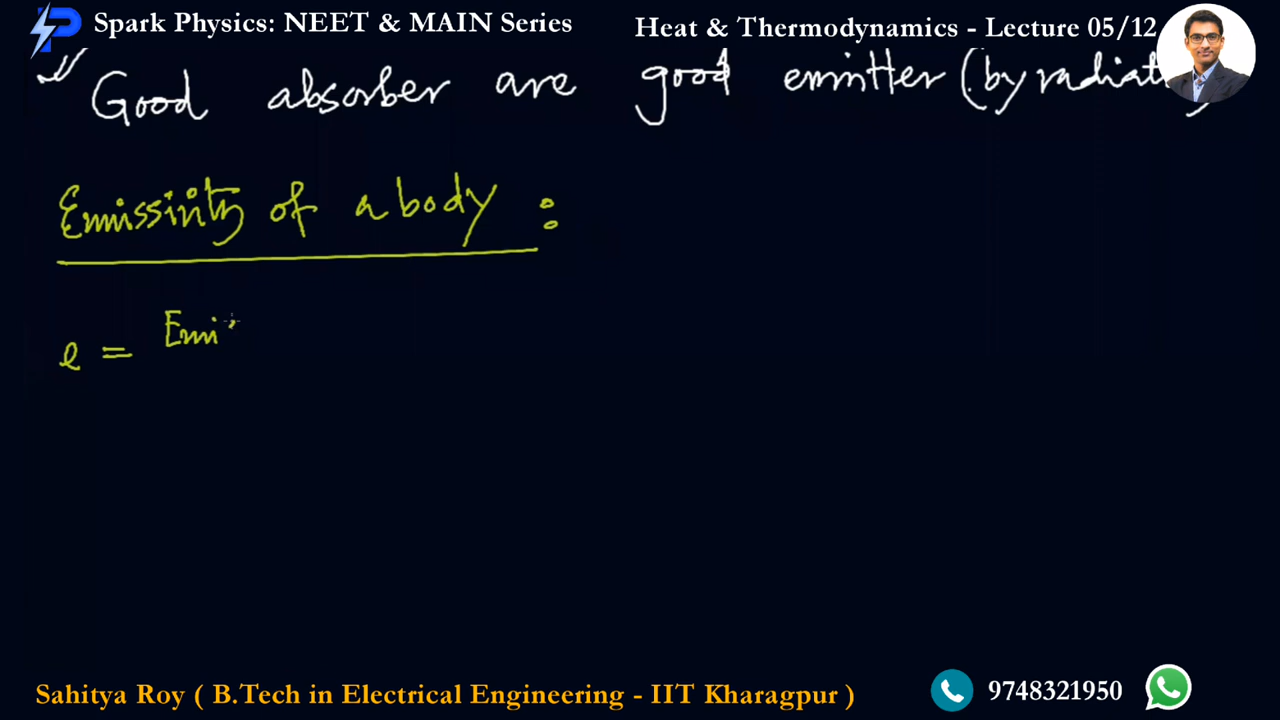 Spark Physics: NEET & MAIN Series
Heat & Thermodynamics - Lecture 05/12
Good absorber are good emitter (by radiat
Emissivity of a body :
e = Emi
Sahitya Roy ( B.Tech in Electrical Engineering - IIT Kharagpur )
9748321950